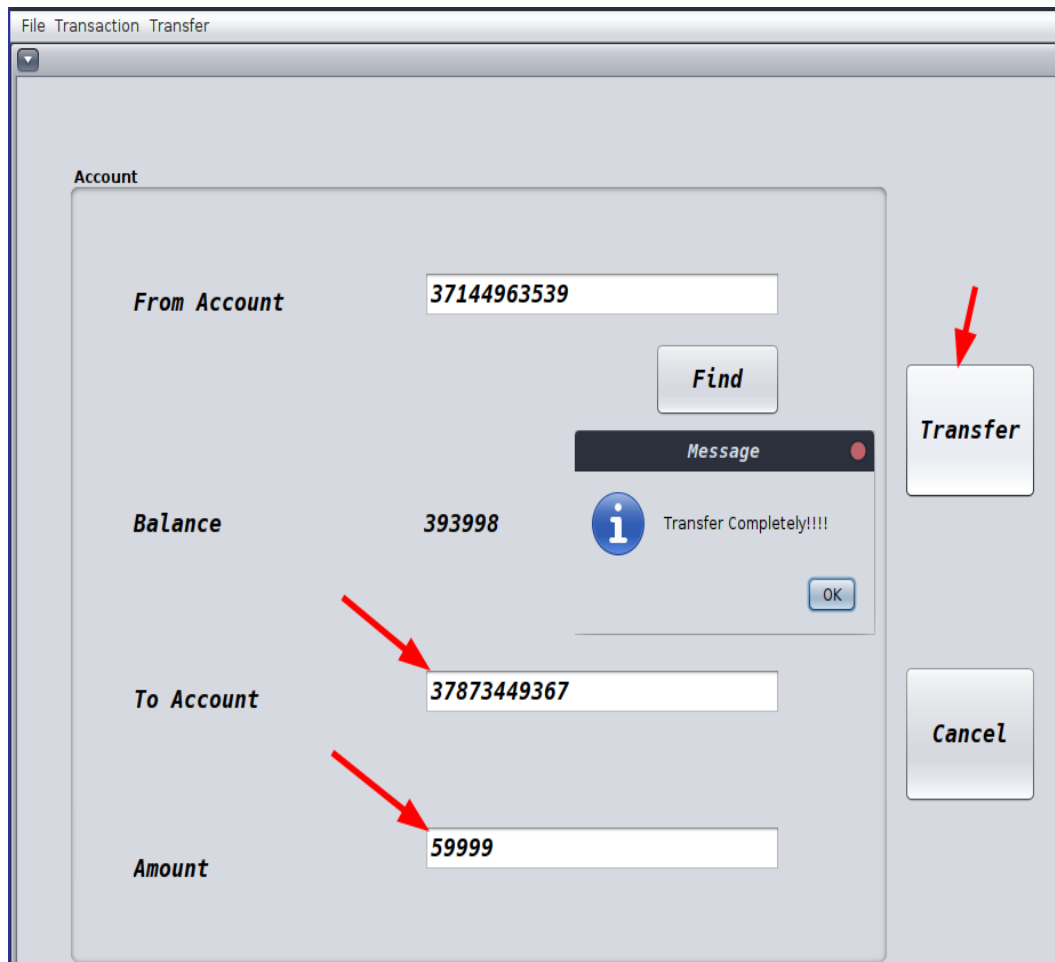 File Transaction Transfer
Account
From Account 37144963539
Find
Transfer
Message
Balance 393998
Transfer Completely!!!!
OK
To Account 37873449367
Cancel
Amount 59999